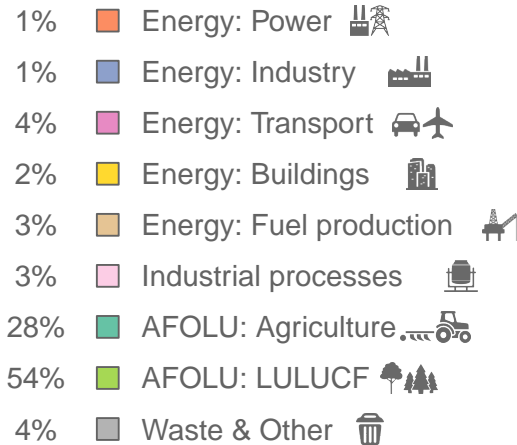 1% Energy: Power
1% Energy: Industry
4% Energy: Transport
2% Energy: Buildings
3% Energy: Fuel production
3% Industrial processes
28% AFOLU: Agriculture
54% AFOLU: LULUCF
4% Waste & Other